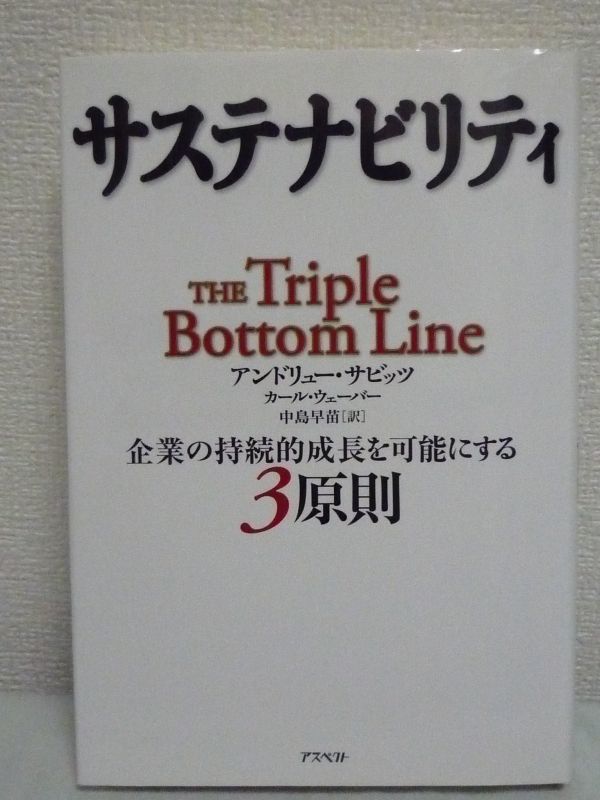 サステナビリティ
THE Triple
Bottom Line
アンドリュー・サビッツ
カール・ウェーバー
中島早苗[訳]
企業の持続的成長を可能にする
3原則
アスペクト